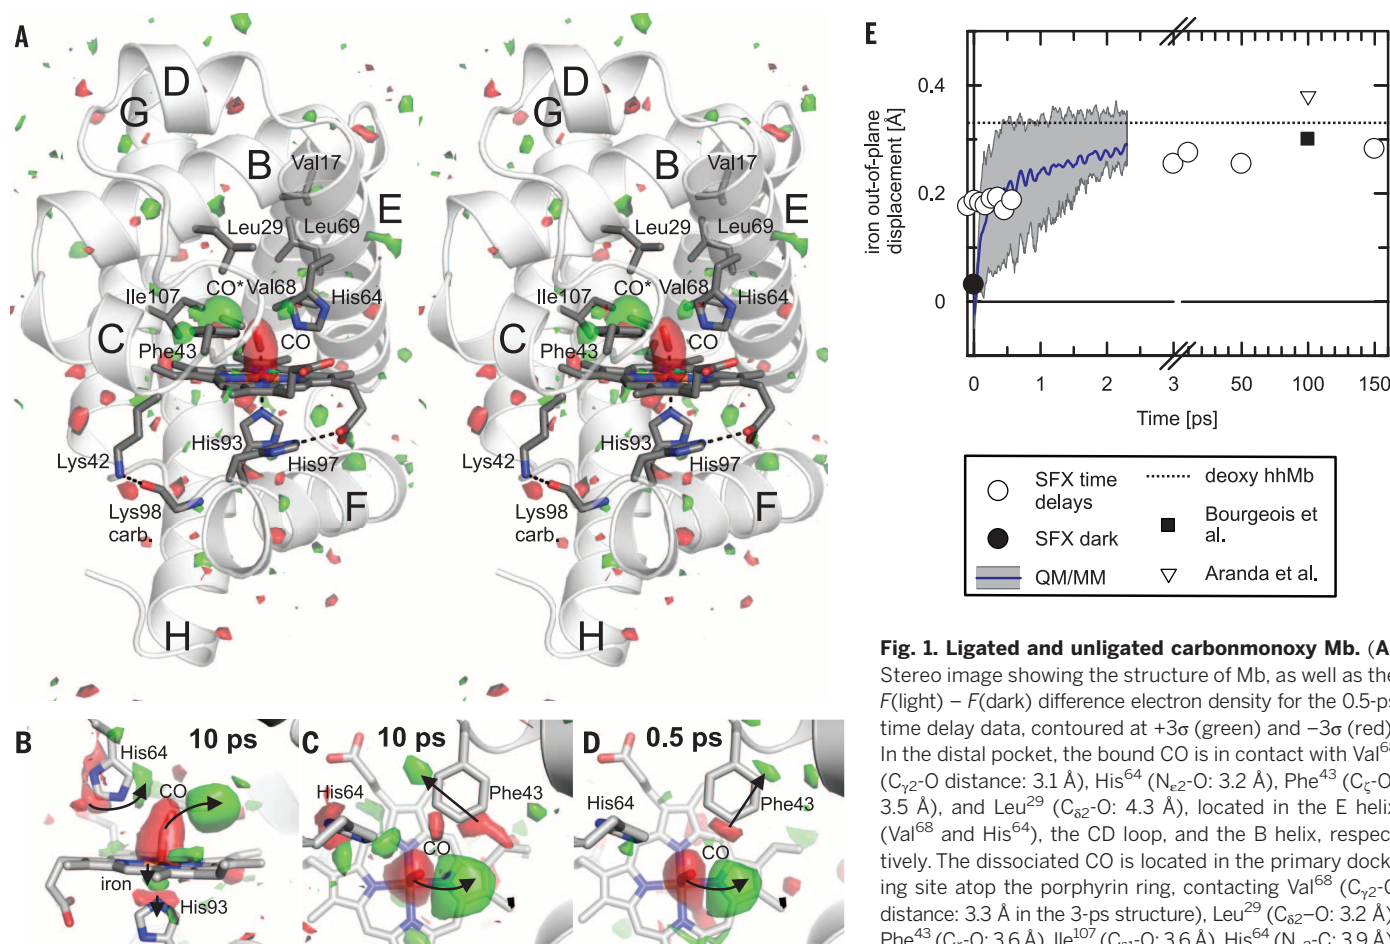 A
D
G
B
Val17
E
Leu29
Leu69
CO* Val68
Ile107
His64
C
CO
Phe43
His93
Lys42
His97
Lys98
carb.
F
H
D
G
B
Val17
E
Leu29
Leu69
CO* Val68
Ile107
His64
C
CO
Phe43
His93
Lys42
His97
Lys98
carb.
F
H
B
10 ps
His64
CO
iron
His93
C
10 ps
His64
Phe43
CO
D
0.5 ps
His64
Phe43
CO
E
iron out-of-plane
displacement [Å]
0.4
0.2
0
0 1 2 3 50 100 150
Time [ps]
SFX time
delays
SFX dark
QM/MM
deoxy hhMb
Bourgeois et
al.
Aranda et al.
Fig. 1. Ligated and unligated carbonmonoxy Mb. (A
Stereo image showing the structure of Mb, as well as the
F(light) – F(dark) difference electron density for the 0.5-ps
time delay data, contoured at +3σ (green) and −3σ (red)
In the distal pocket, the bound CO is in contact with Val⁶
(Cγ2-O distance: 3.1 Å), His⁶⁴ (Nε2-O: 3.2 Å), Phe⁴³ (Cζ-O
3.5 Å), and Leu²⁹ (Cδ2-O: 4.3 Å), located in the E helix
(Val⁶⁸ and His⁶⁴), the CD loop, and the B helix, respec
tively. The dissociated CO is located in the primary dock
ing site atop the porphyrin ring, contacting Val⁶⁸ (Cγ2-O
distance: 3.3 Å in the 3-ps structure), Leu²⁹ (Cδ2–O: 3.2 Å)